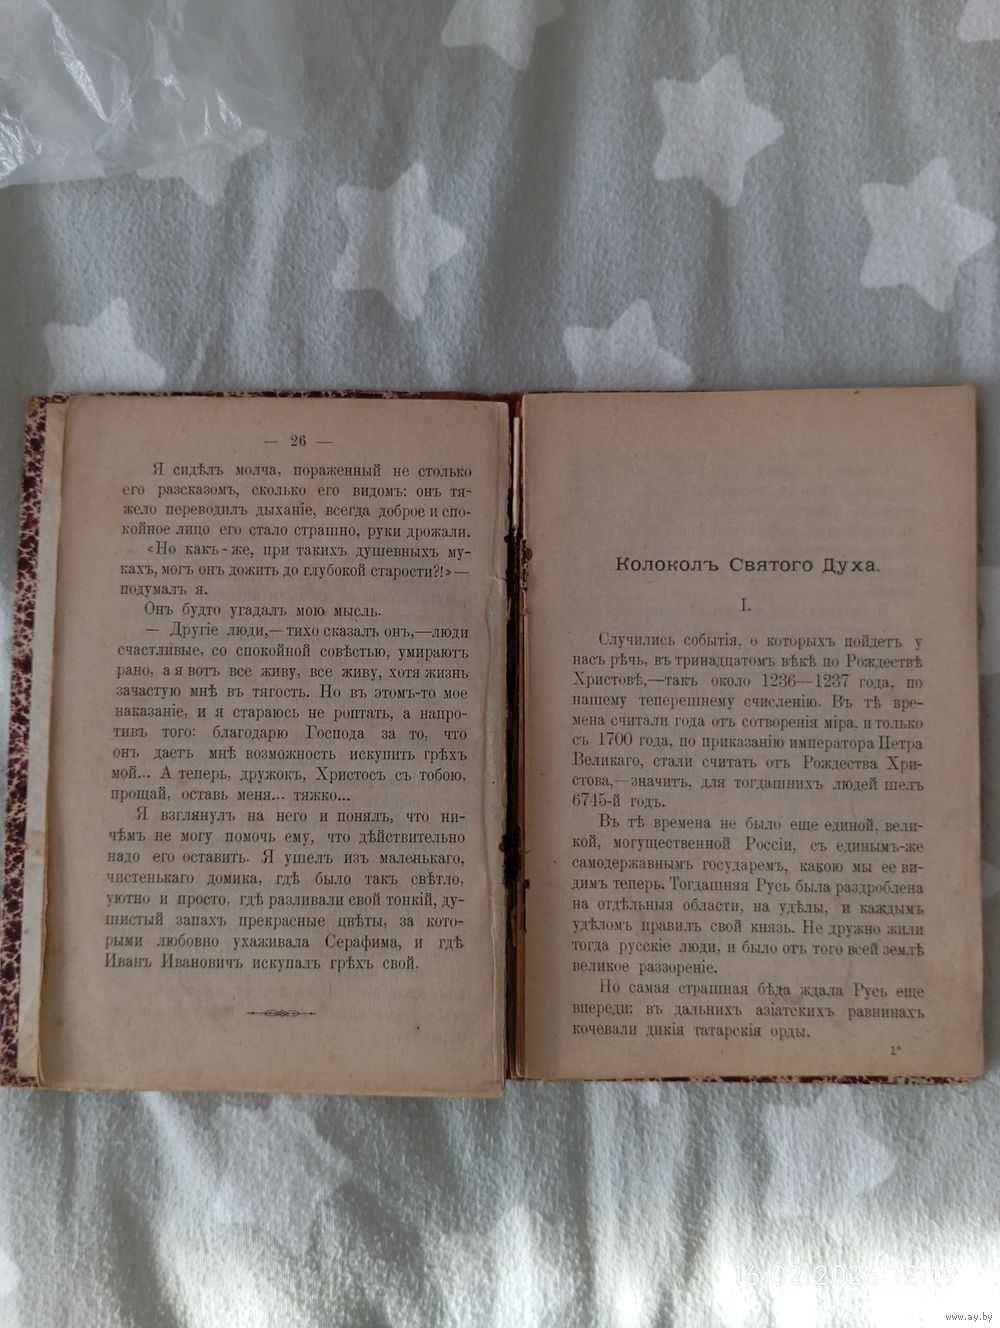 — 26 —
Я сидѣлъ молча, пораженный не столько
его разсказомъ, сколько его видомъ: онъ тя-
жело переводилъ дыханіе, всегда доброе и спо-
койное лицо его стало страшно, руки дрожали.
«Но какъ-же, при такихъ душевныхъ му-
кахъ, могъ онъ дожить до глубокой старости?!»—
подумалъ я.
Онъ будто угадалъ мою мысль.
— Другіе люди,—тихо сказалъ онъ,—люди
счастливые, со спокойной совѣстью, умираютъ
рано, а я вотъ все живу, все живу, хотя жизнь
зачастую мнѣ въ тягость. Но въ этомъ-то мое
наказаніе, и я стараюсь не роптать, а напро-
тивъ того: благодарю Господа за то, что
онъ даетъ мнѣ возможность искупить грѣхъ
мой... А теперь, дружокъ, Христосъ съ тобою,
прощай, оставь меня... тяжко...
Я взглянулъ на него и понялъ, что ни-
чѣмъ не могу помочь ему, что дѣйствительно
надо его оставить. Я ушелъ изъ маленькаго,
чистенькаго домика, гдѣ было такъ свѣтло,
уютно и просто, гдѣ разливали свой тонкій, ду-
шистый запахъ прекрасные цвѣты, за кото-
рыми любовно ухаживала Серафима, и гдѣ
Иванъ Ивановичъ искупалъ грѣхъ свой.
Колоколъ Святого Духа.
I.
Случились событія, о которыхъ пойдетъ у
насъ рѣчь, въ тринадцатомъ вѣкѣ по Рождествѣ
Христовѣ,—такъ около 1236—1237 года, по
нашему теперешнему счисленію. Въ тѣ вре-
мена считали года отъ сотворенія міра, и только
съ 1700 года, по приказанію императора Петра
Великаго, стали считать отъ Рождества Хри-
стова,—значитъ, для тогдашнихъ людей шелъ
6745-й годъ.
Въ тѣ времена не было еще единой, вели-
кой, могущественной Россіи, съ единымъ-же
самодержавнымъ государемъ, какою мы ее ви-
димъ теперь. Тогдашняя Русь была раздроблена
на отдѣльныя области, на удѣлы, и каждымъ
удѣломъ правилъ свой князь. Не дружно жили
тогда русскіе люди, и было отъ того всей землѣ
великое раззореніе.
Но самая страшная бѣда ждала Русь еще
впереди: въ дальнихъ азіатскихъ равнинахъ
кочевали дикія татарскія орды.
1*
16.02.2026 12:19
www.ay.by